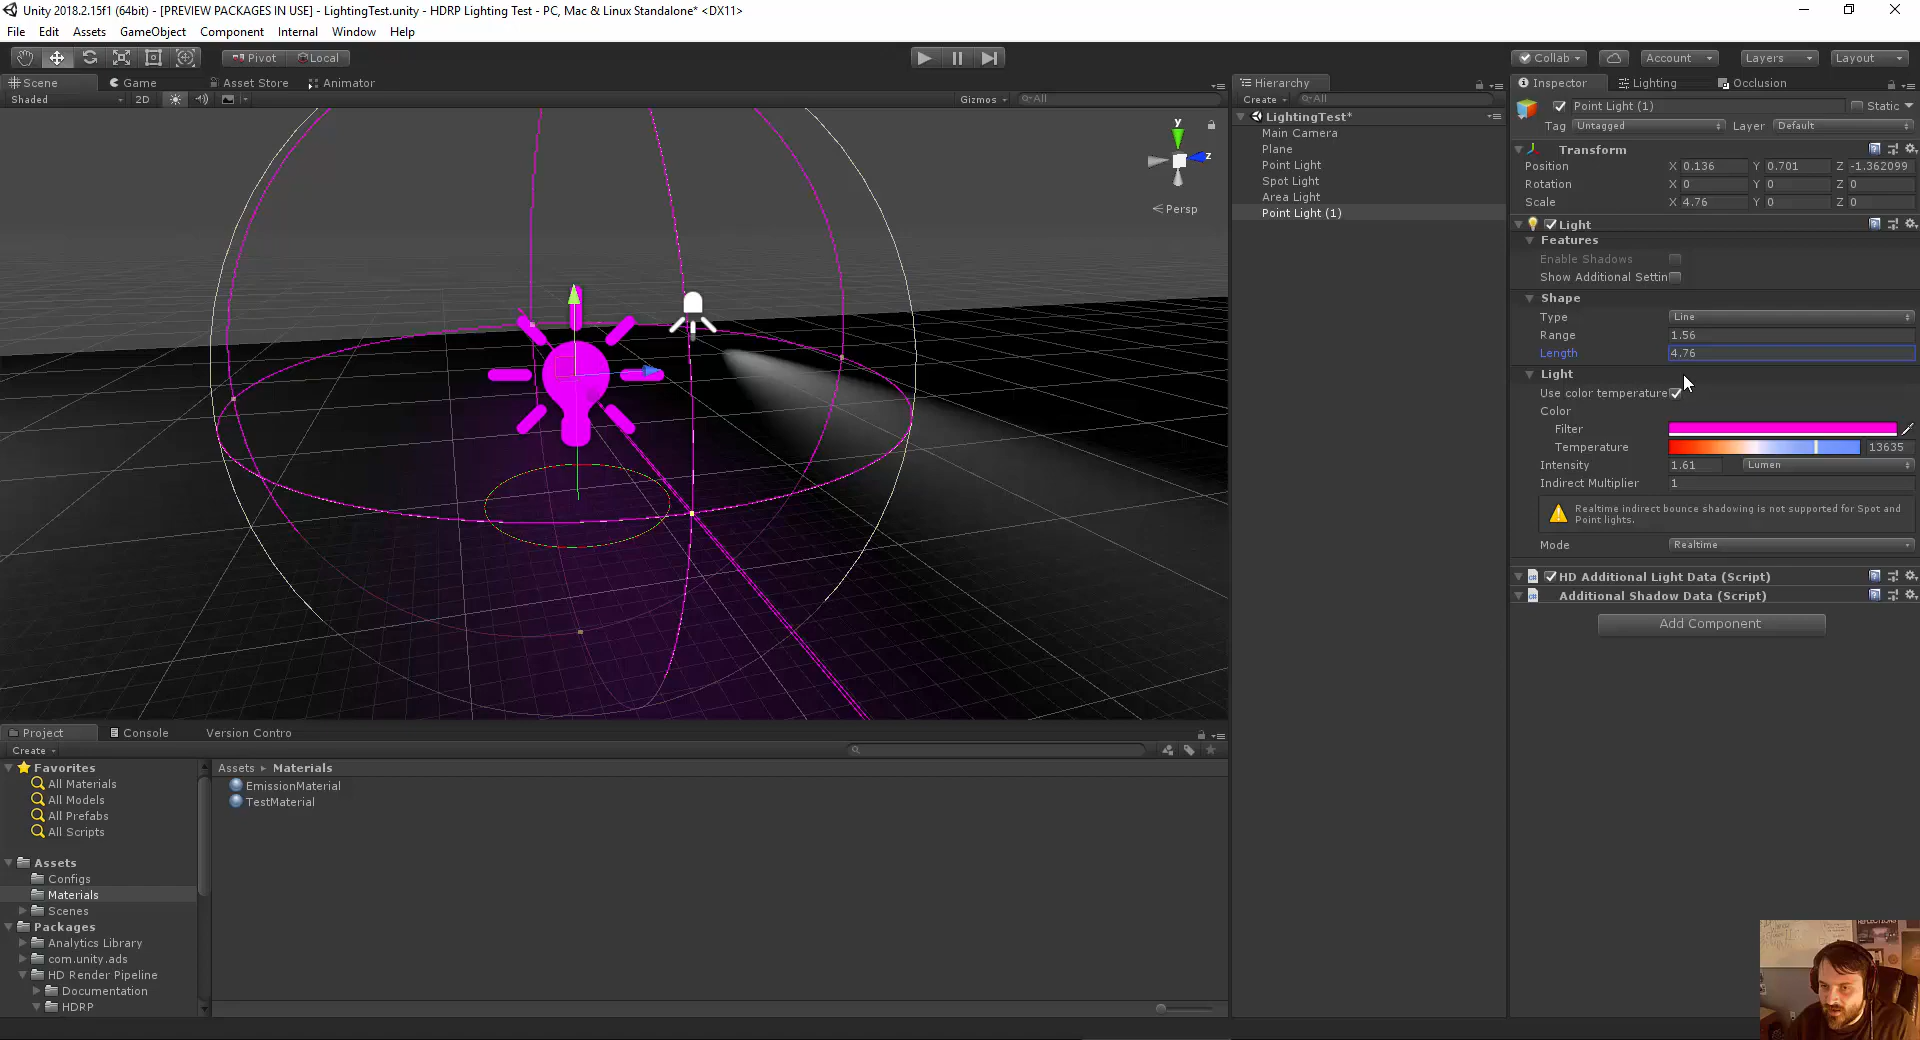 Unity 2018.2.15f1 (64bit) - [PREVIEW PACKAGES IN USE] - LightingTest.unity - HDRP Lighting Test - PC, Mac & Linux Standalone* <DX11>
File Edit Assets GameObject Component Internal Window Help
Pivot Local
Collab Account Layers Layout
Scene Game Asset Store Animator
Shaded 2D Gizmos All
y
z
Persp
Hierarchy
Create All
LightingTest*
Main Camera
Plane
Point Light
Spot Light
Area Light
Point Light (1)
Inspector Lighting Occlusion
Point Light (1) Static
Tag Untagged Layer Default
Transform
Position X 0.136 Y 0.701 Z -1.362099
Rotation X 0 Y 0 Z 0
Scale X 4.76 Y 0 Z 0
Light
Features
Enable Shadows
Show Additional Settin
Shape
Type Line
Range 1.56
Length 4.76
Light
Use color temperature
Color
Filter
Temperature 13635
Intensity 1.61 Lumen
Indirect Multiplier 1
Realtime indirect bounce shadowing is not supported for Spot and
Point lights.
Mode Realtime
HD Additional Light Data (Script)
Additional Shadow Data (Script)
Add Component
Project Console Version Contro
Create
Favorites
All Materials
All Models
All Prefabs
All Scripts
Assets
Configs
Materials
Scenes
Packages
Analytics Library
com.unity.ads
HD Render Pipeline
Documentation
HDRP
Assets Materials
EmissionMaterial
TestMaterial